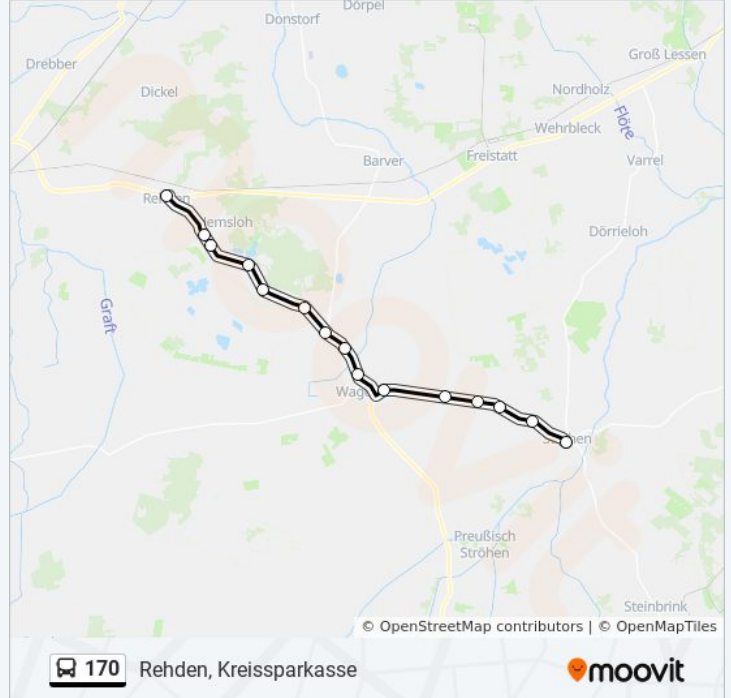 Dörpel
Donstorf
Drebber
Groß Lessen
Dickel
Nordholz
Flöte
Wehrbleck
Barver
Freistatt
Varrel
Dörrieloh
Graft
Preußisch
Ströhen
Steinbrink
© OpenStreetMap contributors | © OpenMapTiles
170 Rehden, Kreissparkasse
moovit